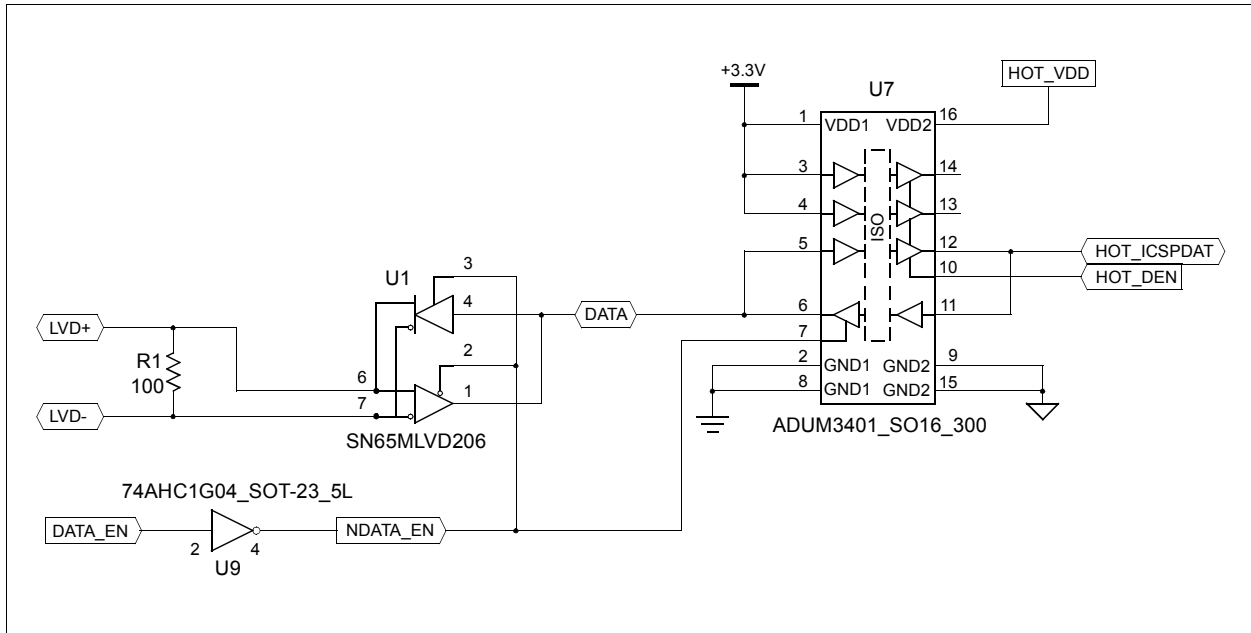 +3.3V
HOT_VDD
U7
1 VDD1 VDD2 16
3 14
4 13
ISO
5 12 HOT_ICSPDAT
10 HOT_DEN
3
U1
4
DATA
6 11
LVD+
7
2
R1
100
2 GND1 GND2 9
6
1
8 GND1 GND2 15
LVD-
7
SN65MLVD206
ADUM3401_SO16_300
74AHC1G04_SOT-23_5L
DATA_EN
2 4
NDATA_EN
U9